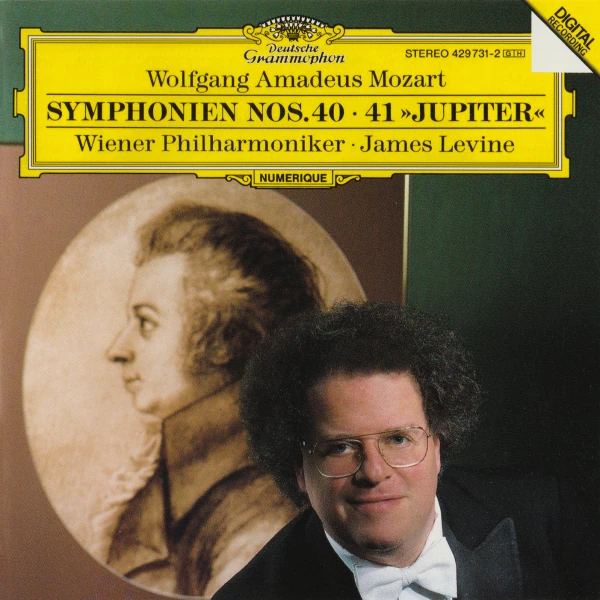 Deutsche
Grammophon
STEREO 429 731-2 GH
DIGITAL
RECORDING
Wolfgang Amadeus Mozart
SYMPHONIEN NOS. 40 · 41 »JUPITER«
Wiener Philharmoniker · James Levine
NUMERIQUE